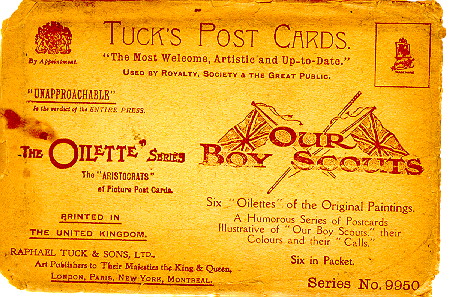 TUCK'S POST CARDS.
By Appointment.
"The Most Welcome, Artistic and Up-to-Date."
USED BY ROYALTY, SOCIETY & THE GREAT PUBLIC.
"UNAPPROACHABLE"
In the verdict of the ENTIRE PRESS.
THE "OILETTE" SERIES
The "ARISTOCRATS"
of Picture Post Cards.
PRINTED IN
THE UNITED KINGDOM.
RAPHAEL TUCK & SONS, LTD.,
Art Publishers to Their Majesties the King & Queen,
LONDON, PARIS, NEW YORK, MONTREAL.
OUR
BOY SCOUTS
Six "Oilettes" of the Original Paintings.
A Humorous Series of Postcards
Illustrative of "Our Boy Scouts," their
Colours and their "Calls."
Six in Packet.
Series No. 9950